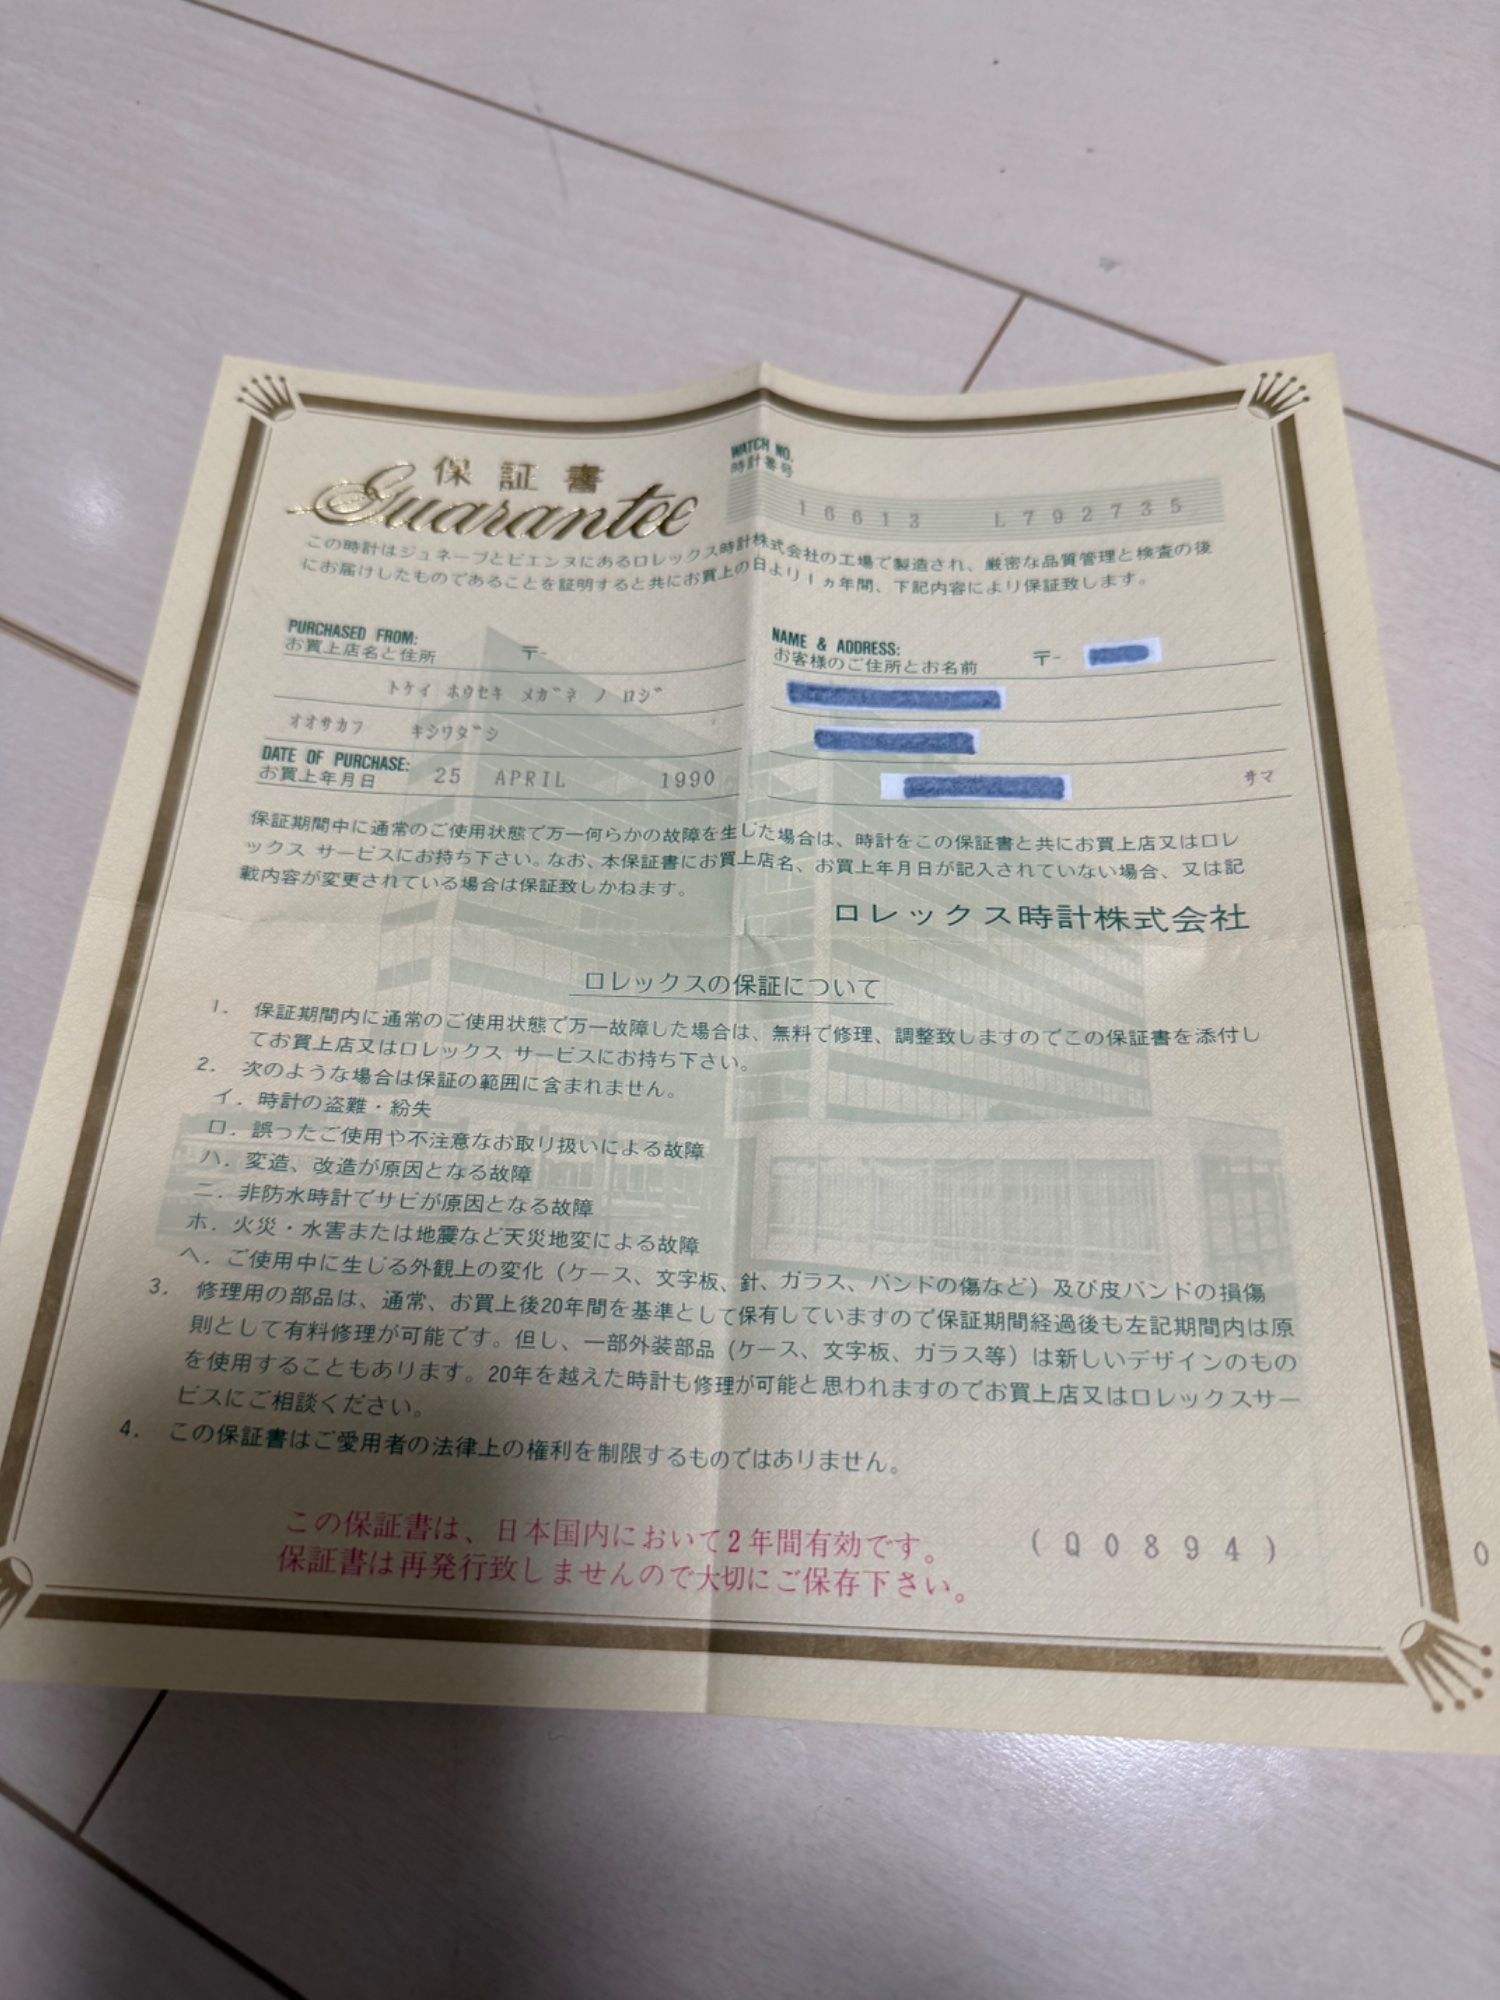 保証書
Guarantee
WATCH NO.
時計番号
16613 L792735
この時計はジュネーブとビエンヌにあるロレックス時計株式会社の工場で製造され、厳密な品質管理と検査の後
にお届けしたものであることを証明すると共にお買上の日より1ヵ年間、下記内容により保証致します。
PURCHASED FROM:
お買上店名と住所 〒-
トケイ ホウセキ メガネ ノ ロジ
オオサカフ キシワダシ
DATE OF PURCHASE:
お買上年月日 25 APRIL 1990
NAME & ADDRESS:
お客様のご住所とお名前 〒-
サマ
保証期間中に通常のご使用状態で万一何らかの故障を生じた場合は、時計をこの保証書と共にお買上店又はロレ
ックス サービスにお持ち下さい。なお、本保証書にお買上店名、お買上年月日が記入されていない場合、又は記
載内容が変更されている場合は保証致しかねます。
ロレックス時計株式会社
ロレックスの保証について
1. 保証期間内に通常のご使用状態で万一故障した場合は、無料で修理、調整致しますのでこの保証書を添付し
てお買上店又はロレックス サービスにお持ち下さい。
2. 次のような場合は保証の範囲に含まれません。
イ. 時計の盗難・紛失
ロ. 誤ったご使用や不注意なお取り扱いによる故障
ハ. 変造、改造が原因となる故障
ニ. 非防水時計でサビが原因となる故障
ホ. 火災・水害または地震など天災地変による故障
ヘ. ご使用中に生じる外観上の変化（ケース、文字板、針、ガラス、バンドの傷など）及び皮バンドの損傷
3. 修理用の部品は、通常、お買上後20年間を基準として保有していますので保証期間経過後も左記期間内は原
則として有料修理が可能です。但し、一部外装部品（ケース、文字板、ガラス等）は新しいデザインのもの
を使用することもあります。20年を越えた時計も修理が可能と思われますのでお買上店又はロレックスサー
ビスにご相談ください。
4. この保証書はご愛用者の法律上の権利を制限するものではありません。
この保証書は、日本国内において2年間有効です。
保証書は再発行致しませんので大切にご保存下さい。
(Q0894)
0